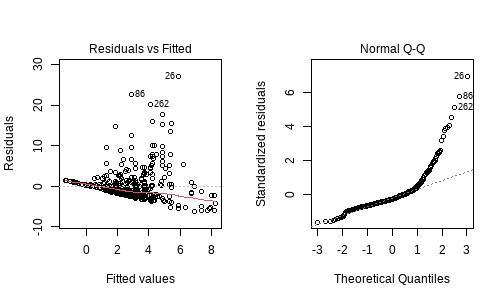 Residuals vs Fitted
Residuals
30
20
10
0
-10
26
86
262
0 2 4 6 8
Fitted values
Normal Q-Q
Standardized residuals
6
4
2
0
26
86
262
-3 -2 -1 0 1 2 3
Theoretical Quantiles